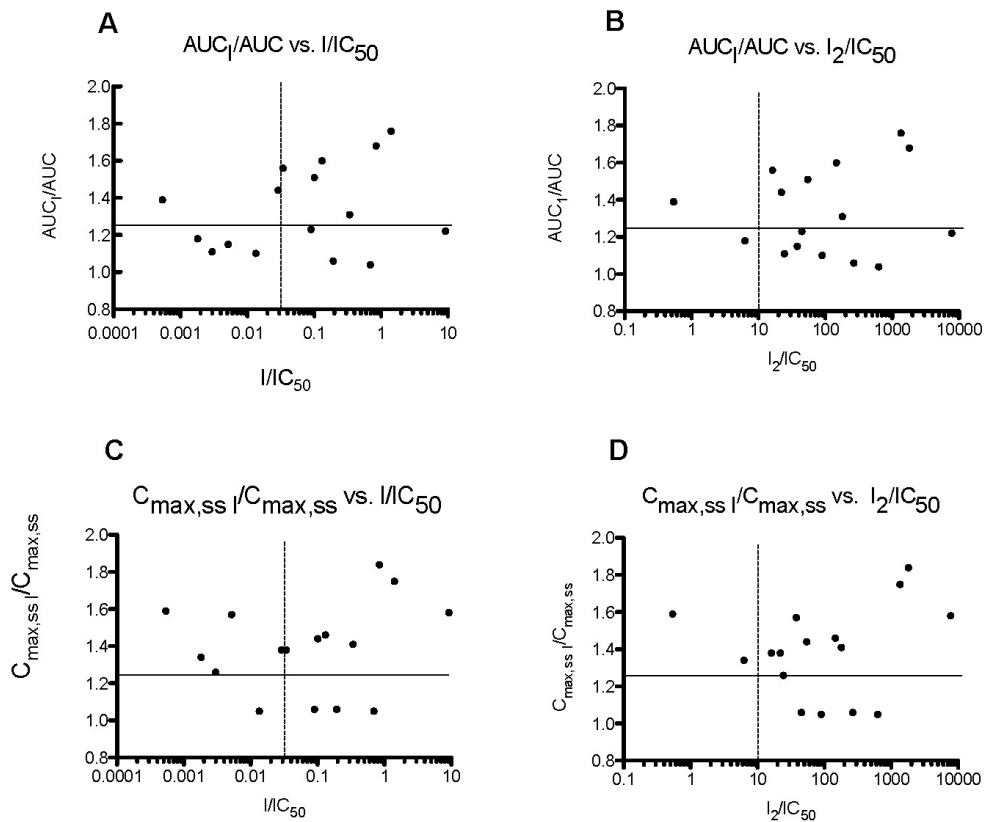 A
AUCI/AUC vs. I/IC50
AUCI/AUC
2.0
1.8
1.6
1.4
1.2
1.0
0.8
0.0001 0.001 0.01 0.1 1 10
I/IC50
B
AUCI/AUC vs. I2/IC50
AUC1/AUC
2.0
1.8
1.6
1.4
1.2
1.0
0.8
0.1 1 10 100 1000 10000
I2/IC50
C
Cmax,ss I/Cmax,ss vs. I/IC50
Cmax,ss I/Cmax,ss
2.0
1.8
1.6
1.4
1.2
1.0
0.8
0.0001 0.001 0.01 0.1 1 10
I/IC50
D
Cmax,ss I/Cmax,ss vs. I2/IC50
Cmax,ss I/Cmax,ss
2.0
1.8
1.6
1.4
1.2
1.0
0.8
0.1 1 10 100 1000 10000
I2/IC50